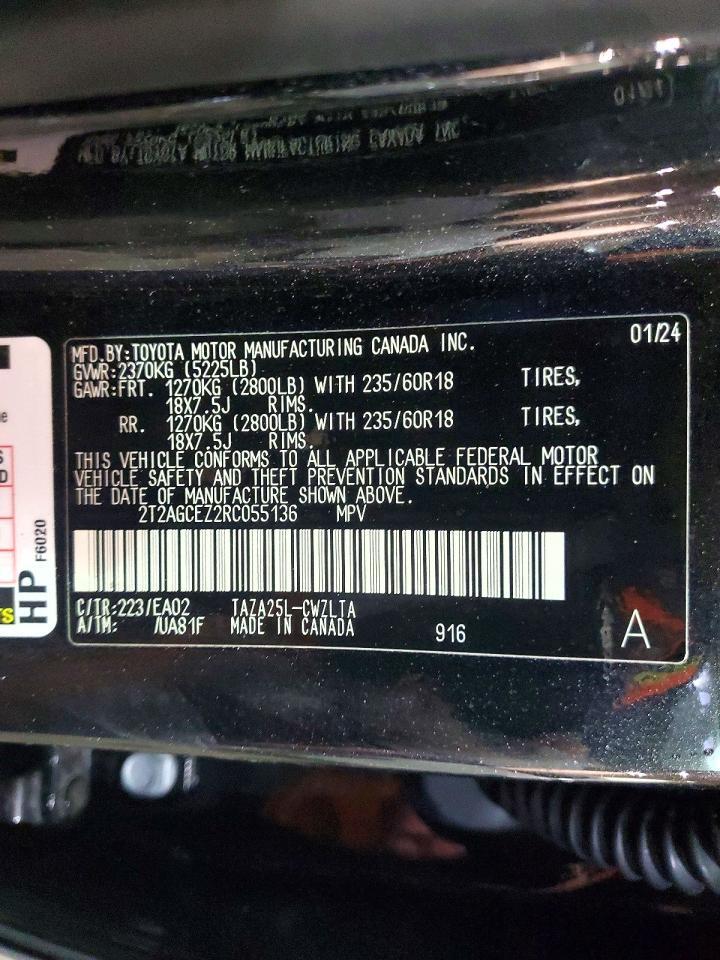 01/24
MFD.BY:TOYOTA MOTOR MANUFACTURING CANADA INC.
GVWR:2370KG (5225LB)
GAWR:FRT. 1270KG (2800LB) WITH 235/60R18 TIRES,
18X7.5J RIMS.
RR. 1270KG (2800LB) WITH 235/60R18 TIRES,
18X7.5J RIMS.
THIS VEHICLE CONFORMS TO ALL APPLICABLE FEDERAL MOTOR
VEHICLE SAFETY AND THEFT PREVENTION STANDARDS IN EFFECT ON
THE DATE OF MANUFACTURE SHOWN ABOVE.
2T2AGCEZ2RC055136 MPV
C/TR:223/EA02 TAZA25L-CWZLTA
A/TM: /UA81F MADE IN CANADA 916 A
HP F6020